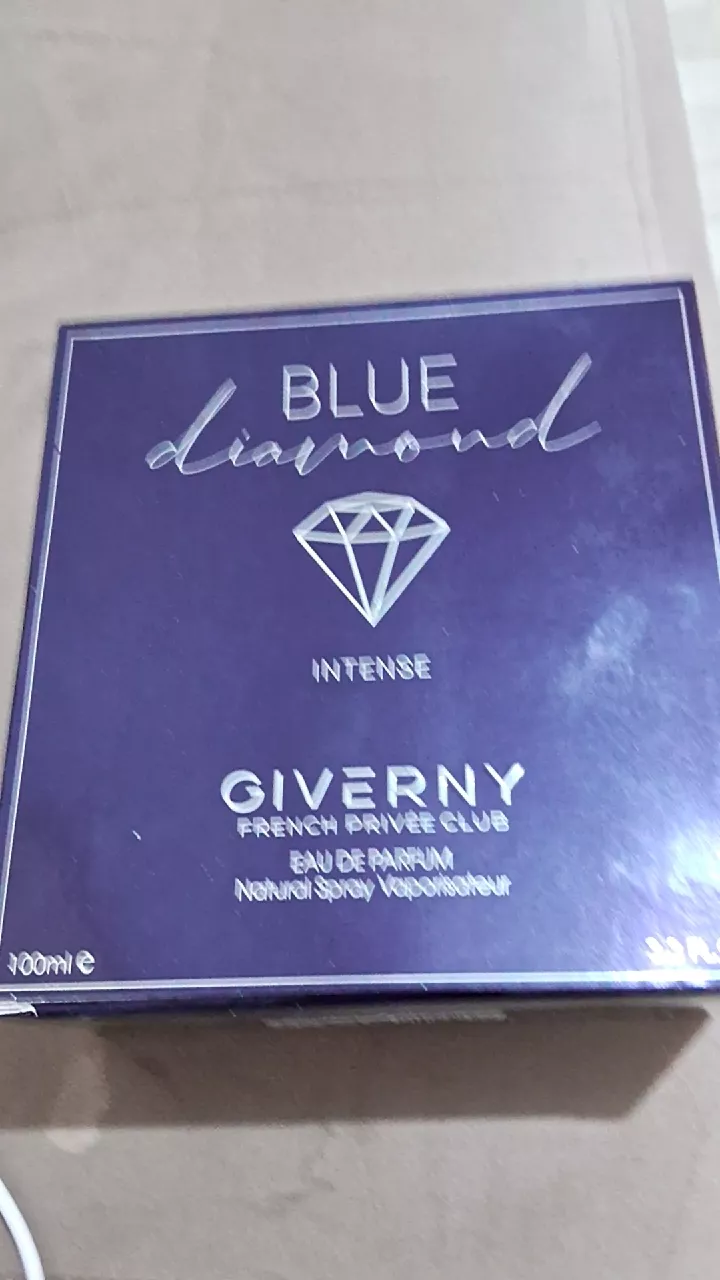 BLUE
diamond
INTENSE
GIVERNY
FRENCH PRIVÉE CLUB
EAU DE PARFUM
Natural Spray Vaporisateur
100ml e